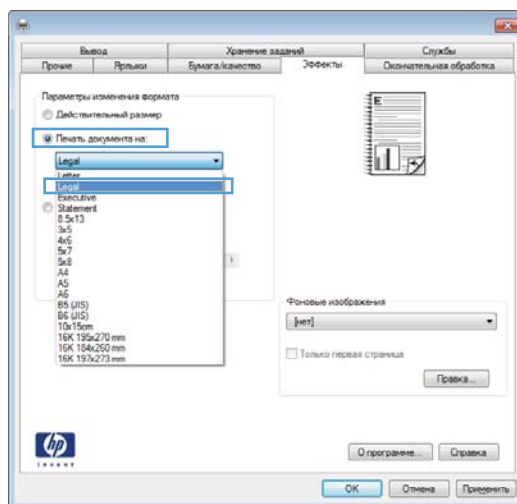 Вывод
Хранение заданий
Службы
Прочие
Ярлыки
Бумага/качество
Эффекты
Окончательная обработка
Параметры изменения формата
Действительный размер
Печать документа на:
Legal
Letter
Legal
Executive
Statement
8.5x13
3x5
4x6
5x7
5x8
A4
A5
A6
B5 (JIS)
B6 (JIS)
10x15cm
16K 195x270 mm
16K 184x260 mm
16K 197x273 mm
E
Фоновые изображения
[нет]
Только первая страница
Правка...
hp
invent
О программе...
Справка
OK
Отмена
Применить